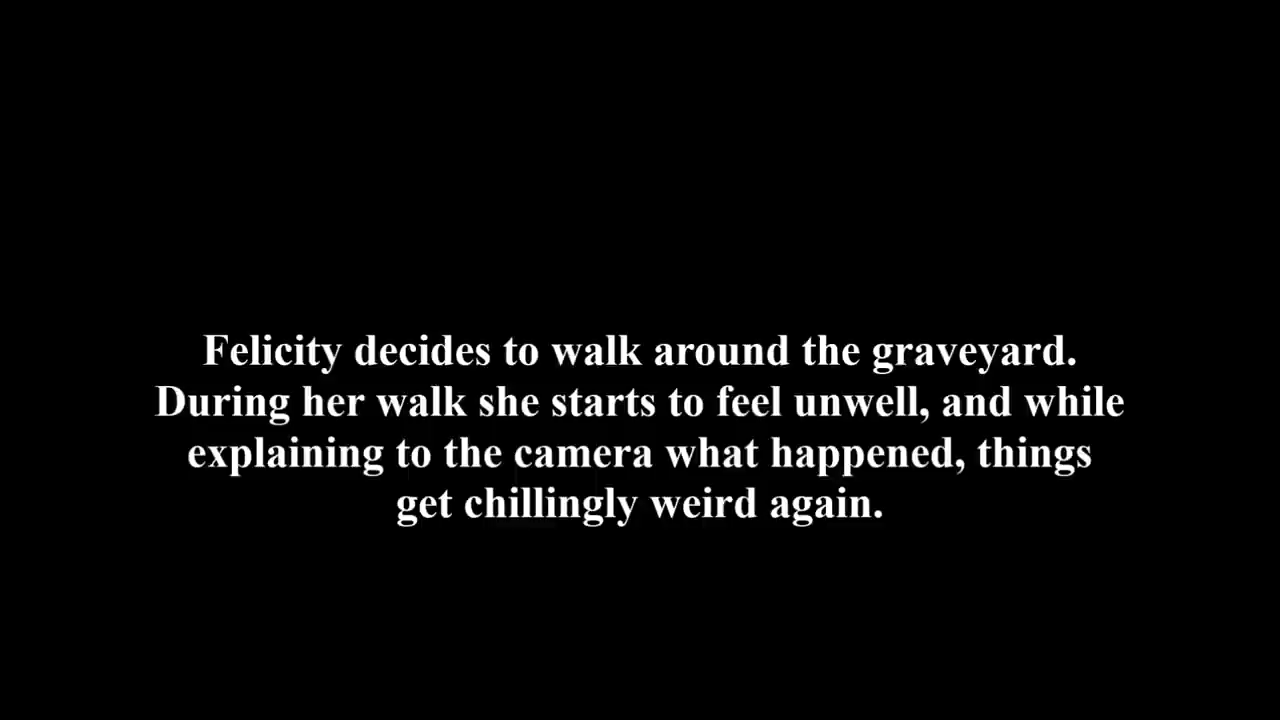 Felicity decides to walk around the graveyard.
During her walk she starts to feel unwell, and while
explaining to the camera what happened, things
get chillingly weird again.